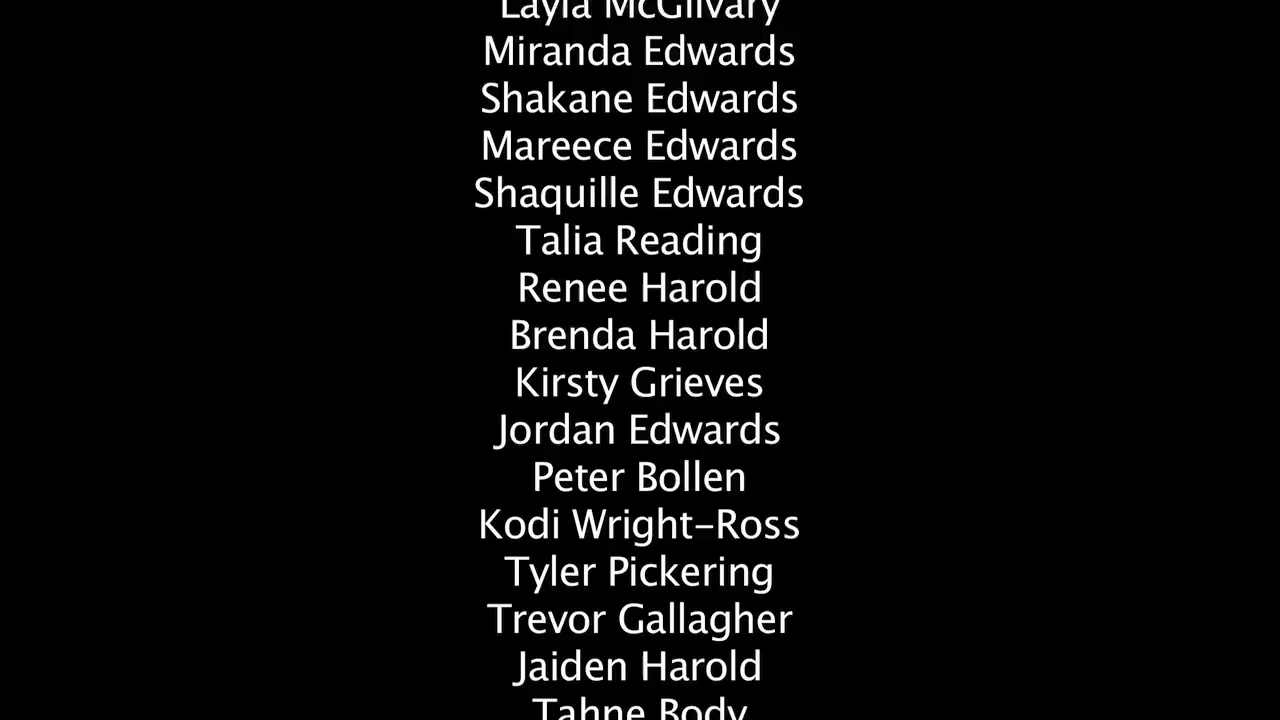 Layla McGilvary
Miranda Edwards
Shakane Edwards
Mareece Edwards
Shaquille Edwards
Talia Reading
Renee Harold
Brenda Harold
Kirsty Grieves
Jordan Edwards
Peter Bollen
Kodi Wright-Ross
Tyler Pickering
Trevor Gallagher
Jaiden Harold
Tahne Body